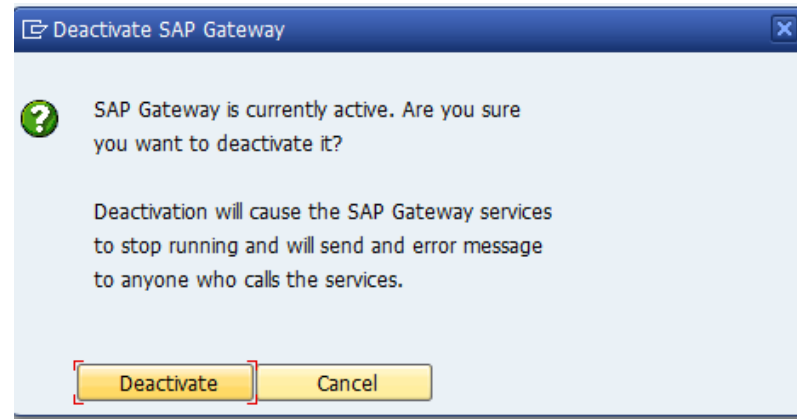 Deactivate SAP Gateway
SAP Gateway is currently active. Are you sure
you want to deactivate it?
Deactivation will cause the SAP Gateway services
to stop running and will send and error message
to anyone who calls the services.
Deactivate Cancel